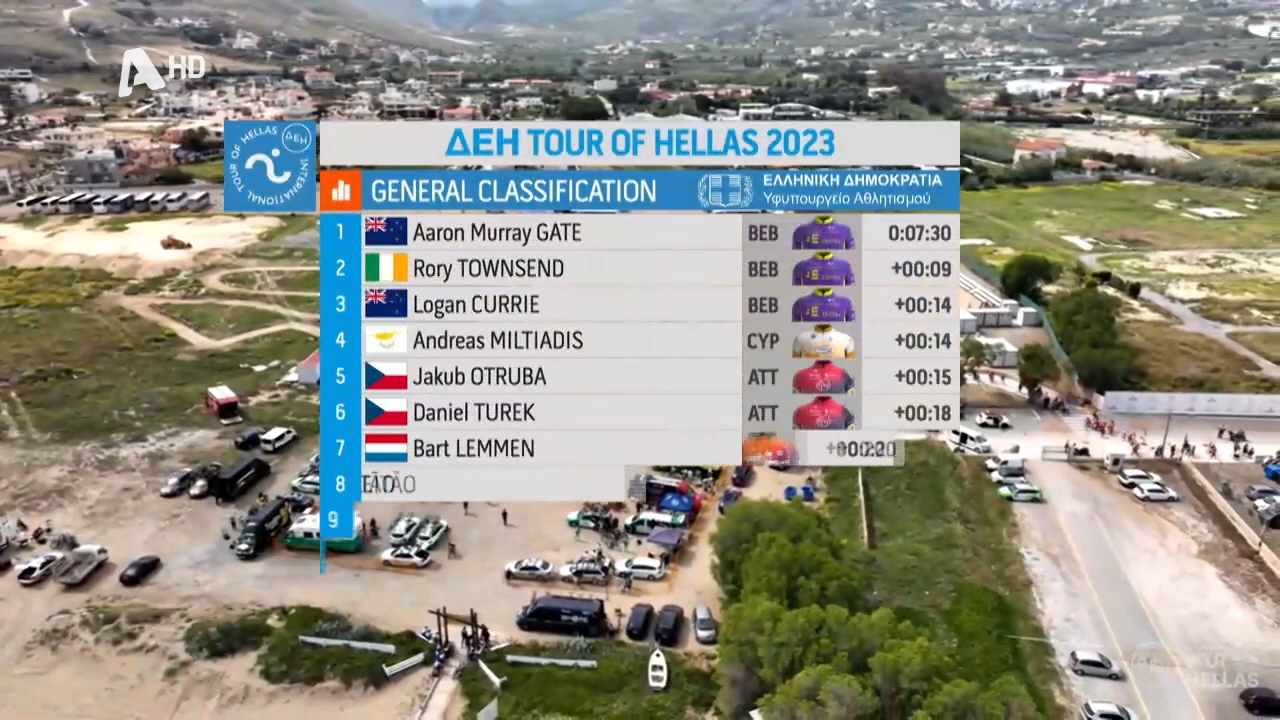 HD
TOUR OF HELLAS
ΔΕΗ
INTERNATIONAL
ΔΕΗ TOUR OF HELLAS 2023
GENERAL CLASSIFICATION
ΕΛΛΗΝΙΚΗ ΔΗΜΟΚΡΑΤΙΑ
Υφυπουργείο Αθλητισμού
1 Aaron Murray GATE BEB 0:07:30
2 Rory TOWNSEND BEB +00:09
3 Logan CURRIE BEB +00:14
4 Andreas MILTIADIS CYP +00:14
5 Jakub OTRUBA ATT +00:15
6 Daniel TUREK ATT +00:18
7 Bart LEMMEN
8
9
HELLAS